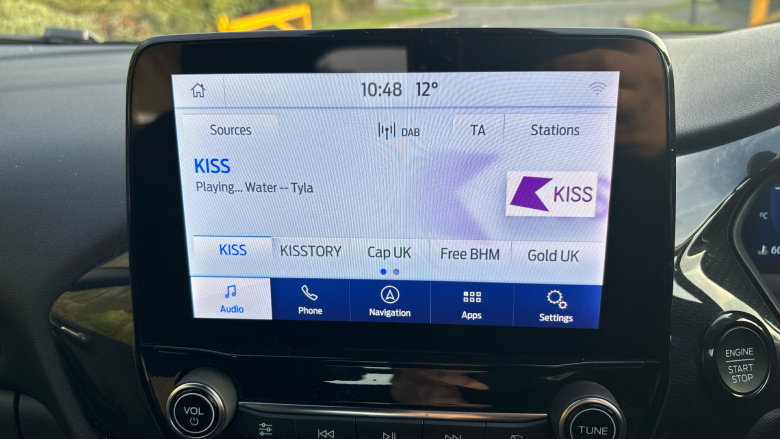 10:48 12°
Sources DAB TA Stations
KISS
Playing... Water -- Tyla
KISS
KISS KISSTORY Cap UK Free BHM Gold UK
Audio Phone Navigation Apps Settings
°C
60
ENGINE
START
STOP
VOL
TUNE